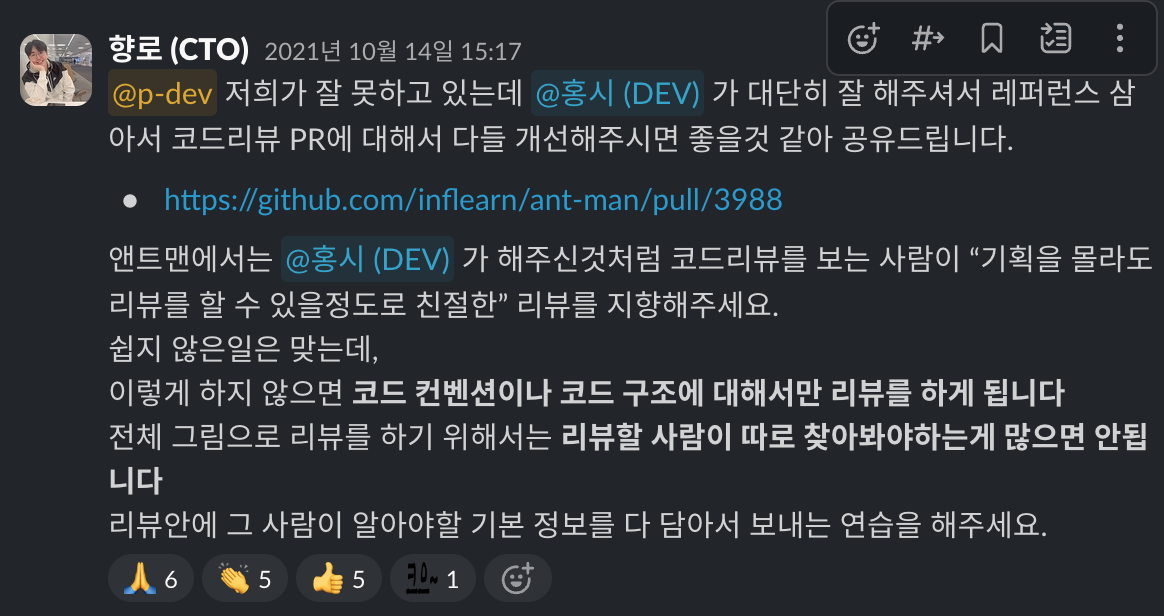 향로 (CTO) 2021년 10월 14일 15:17
@p-dev 저희가 잘 못하고 있는데 @홍시 (DEV) 가 대단히 잘 해주셔서 레퍼런스 삼
아서 코드리뷰 PR에 대해서 다들 개선해주시면 좋을것 같아 공유드립니다.
• https://github.com/inflearn/ant-man/pull/3988
앤트맨에서는 @홍시 (DEV) 가 해주신것처럼 코드리뷰를 보는 사람이 “기획을 몰라도
리뷰를 할 수 있을정도로 친절한” 리뷰를 지향해주세요.
쉽지 않은일은 맞는데,
이렇게 하지 않으면 코드 컨벤션이나 코드 구조에 대해서만 리뷰를 하게 됩니다
전체 그림으로 리뷰를 하기 위해서는 리뷰할 사람이 따로 찾아봐야하는게 많으면 안됩
니다
리뷰안에 그 사람이 알아야할 기본 정보를 다 담아서 보내는 연습을 해주세요.
🙏 6 👏 5 👍 5 1